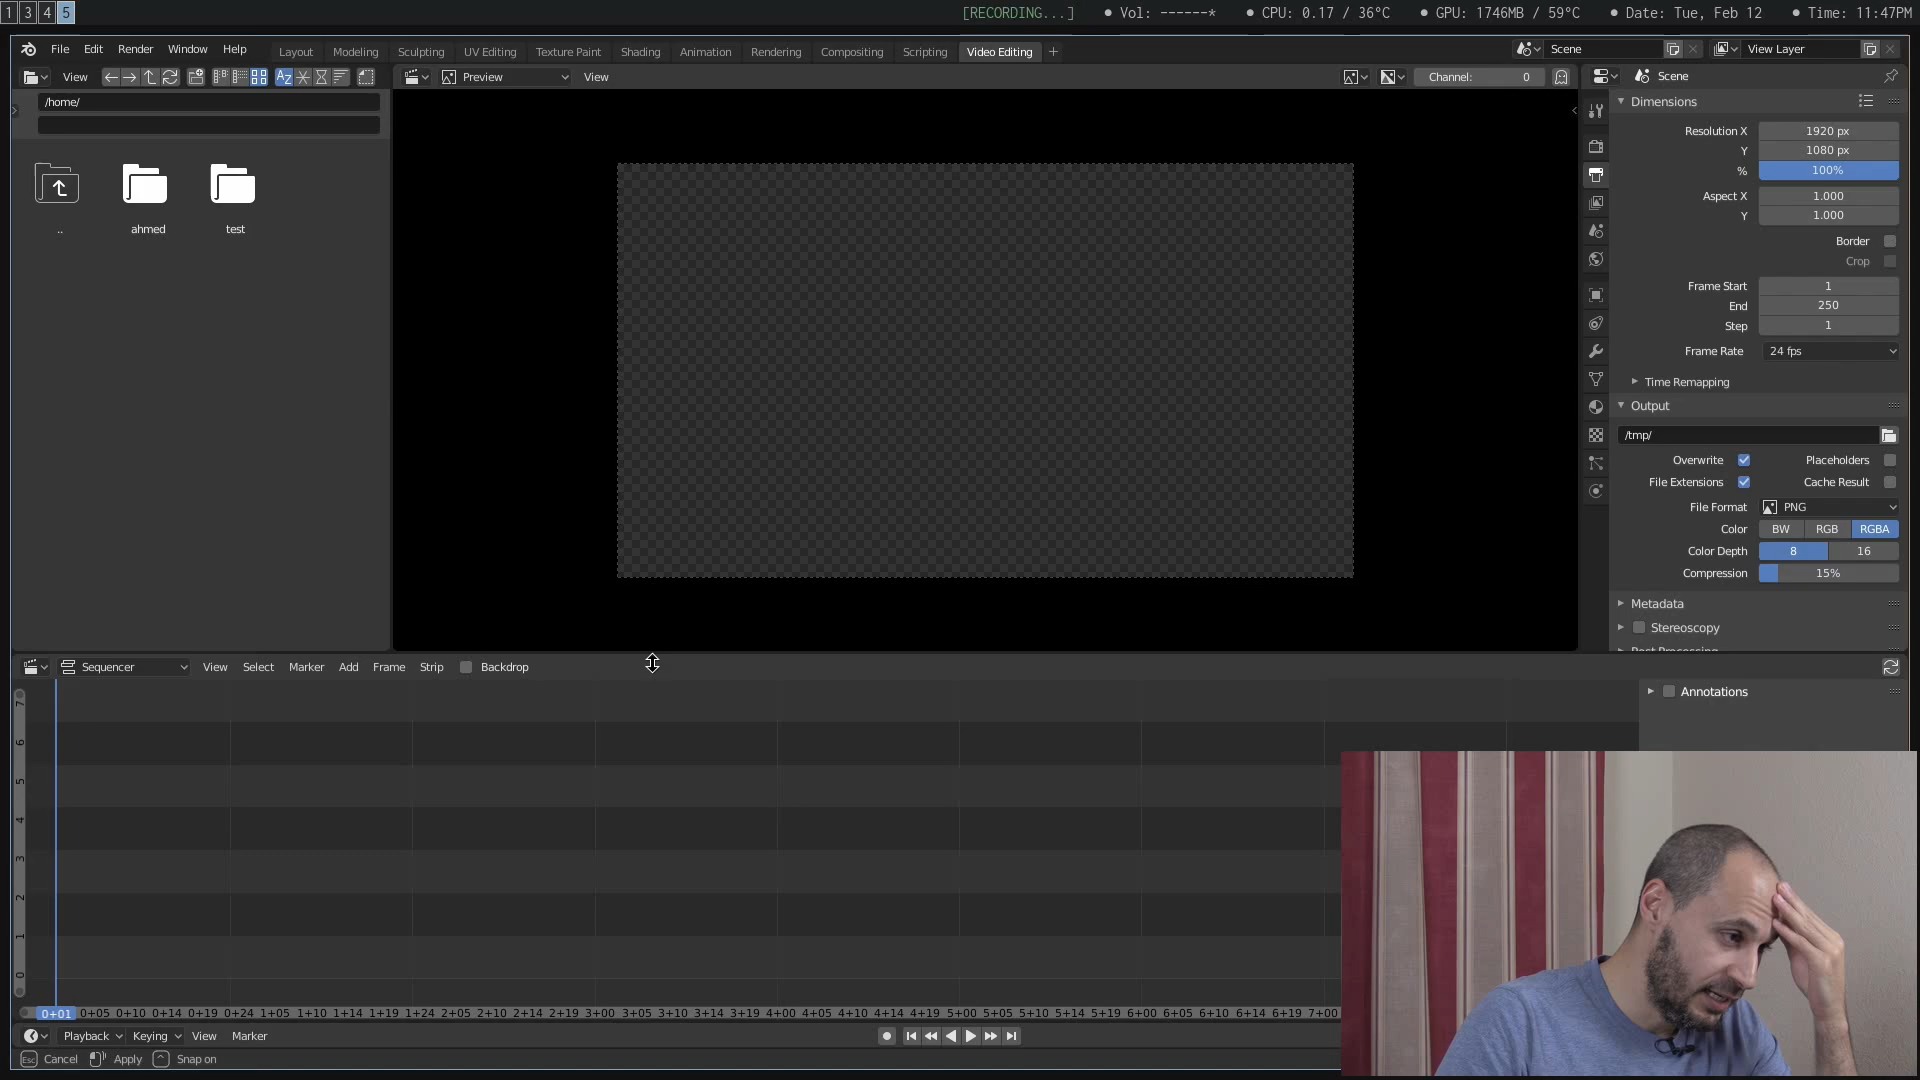 1 3 4 5 [RECORDING...] • Vol: ------* • CPU: 0.17 / 36°C • GPU: 1746MB / 59°C • Date: Tue, Feb 12 • Time: 11:47PM
File Edit Render Window Help Layout Modeling Sculpting UV Editing Texture Paint Shading Animation Rendering Compositing Scripting Video Editing + Scene View Layer
View Preview View Channel: 0 Scene
/home/
.. ahmed test
Dimensions
Resolution X 1920 px
Y 1080 px
% 100%
Aspect X 1.000
Y 1.000
Border
Crop
Frame Start 1
End 250
Step 1
Frame Rate 24 fps
Time Remapping
Output
/tmp/
Overwrite Placeholders
File Extensions Cache Result
File Format PNG
Color BW RGB RGBA
Color Depth 8 16
Compression 15%
Metadata
Stereoscopy
Sequencer View Select Marker Add Frame Strip Backdrop
Annotations
7
6
5
4
3
2
1
0
0+01 0+05 0+10 0+14 0+19 0+24 1+05 1+10 1+14 1+19 1+24 2+05 2+10 2+14 2+19 3+00 3+05 3+10 3+14 3+19 4+00 4+05 4+10 4+14 4+19 5+00 5+05 5+10 5+14 5+19 6+00 6+05 6+10 6+14 6+19 7+00
Playback Keying View Marker
Esc Cancel Apply Snap on